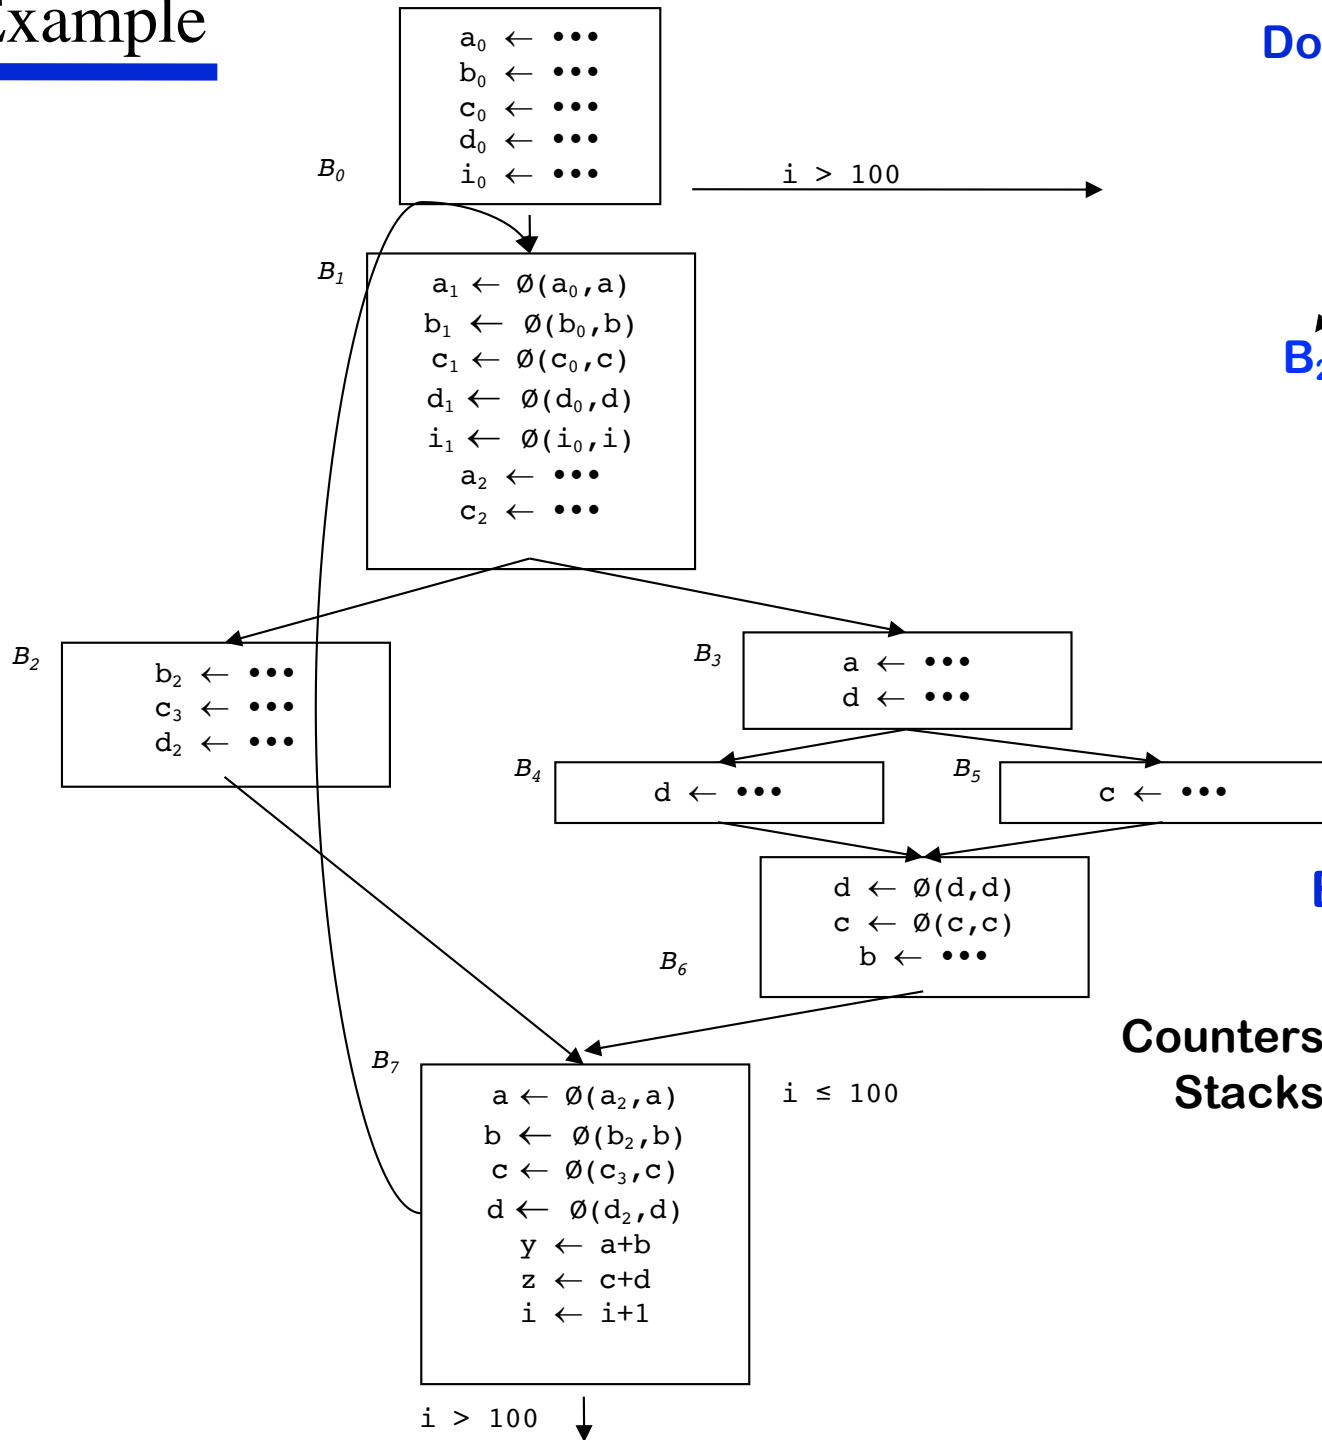 Example
Do
a₀ ← •••
b₀ ← •••
c₀ ← •••
d₀ ← •••
i₀ ← •••
B₀
i > 100
B₁
a₁ ← Ø(a₀,a)
b₁ ← Ø(b₀,b)
c₁ ← Ø(c₀,c)
d₁ ← Ø(d₀,d)
i₁ ← Ø(i₀,i)
a₂ ← •••
c₂ ← •••
B₂
B₂
b₂ ← •••
c₃ ← •••
d₂ ← •••
B₃
a ← •••
d ← •••
B₄
d ← •••
B₅
c ← •••
d ← Ø(d,d)
c ← Ø(c,c)
b ← •••
B₆
Counters
Stacks
B₇
a ← Ø(a₂,a)
b ← Ø(b₂,b)
c ← Ø(c₃,c)
d ← Ø(d₂,d)
y ← a+b
z ← c+d
i ← i+1
i ≤ 100
i > 100